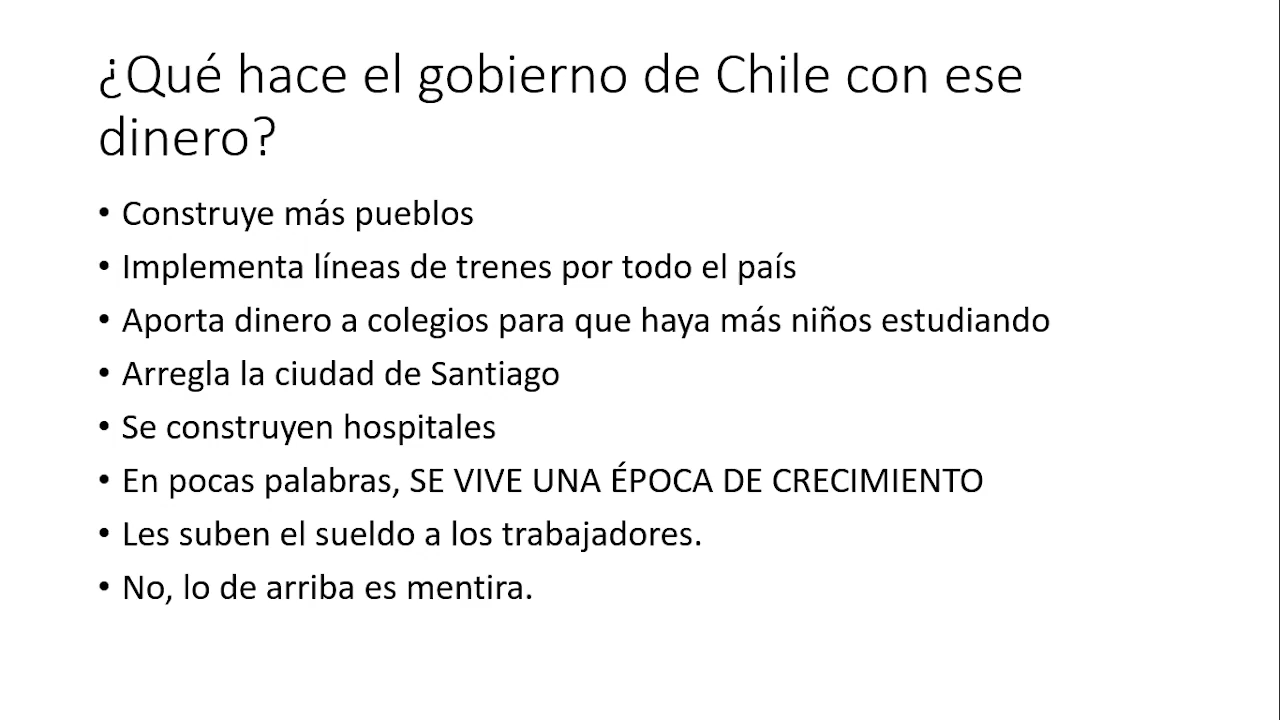 ¿Qué hace el gobierno de Chile con ese
dinero?
• Construye más pueblos
• Implementa líneas de trenes por todo el país
• Aporta dinero a colegios para que haya más niños estudiando
• Arregla la ciudad de Santiago
• Se construyen hospitales
• En pocas palabras, SE VIVE UNA ÉPOCA DE CRECIMIENTO
• Les suben el sueldo a los trabajadores.
• No, lo de arriba es mentira.